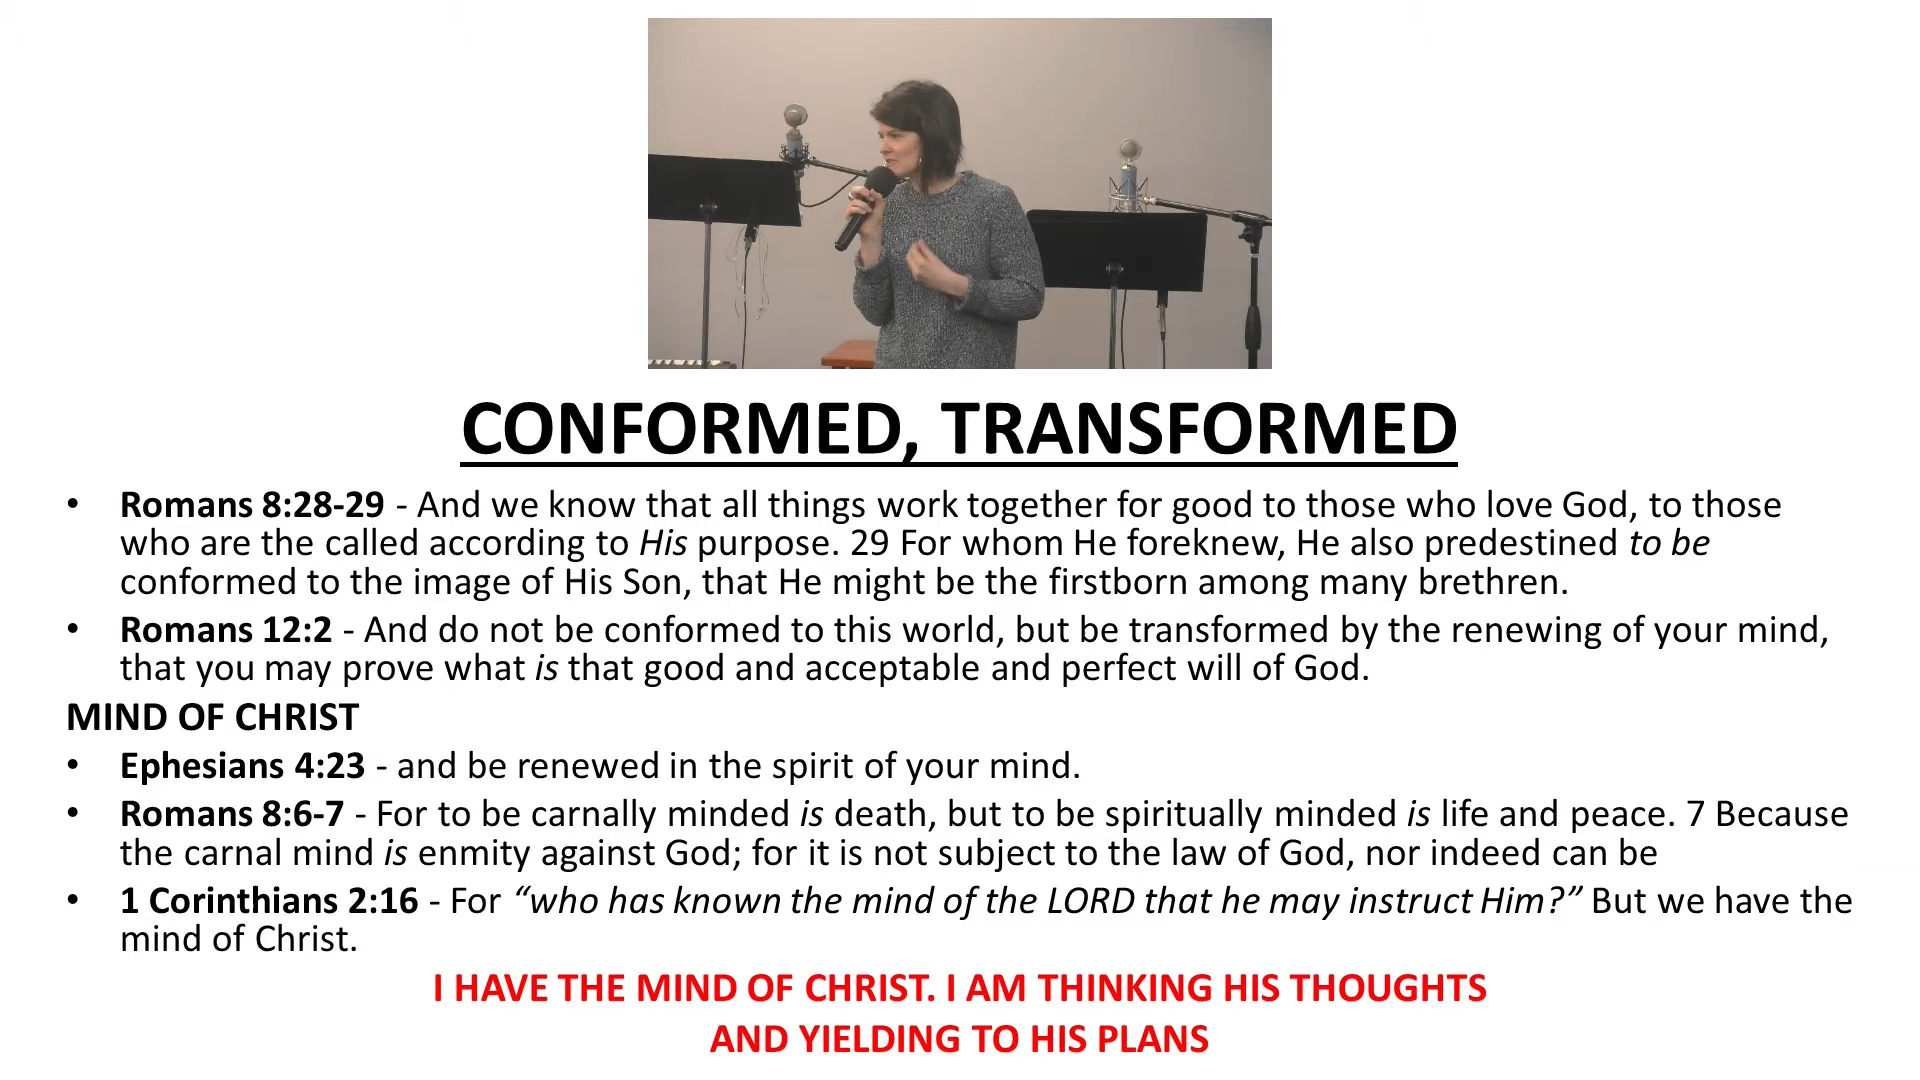 CONFORMED, TRANSFORMED
• Romans 8:28-29 - And we know that all things work together for good to those who love God, to those
who are the called according to His purpose. 29 For whom He foreknew, He also predestined to be
conformed to the image of His Son, that He might be the firstborn among many brethren.
• Romans 12:2 - And do not be conformed to this world, but be transformed by the renewing of your mind,
that you may prove what is that good and acceptable and perfect will of God.
MIND OF CHRIST
• Ephesians 4:23 - and be renewed in the spirit of your mind.
• Romans 8:6-7 - For to be carnally minded is death, but to be spiritually minded is life and peace. 7 Because
the carnal mind is enmity against God; for it is not subject to the law of God, nor indeed can be
• 1 Corinthians 2:16 - For “who has known the mind of the LORD that he may instruct Him?” But we have the
mind of Christ.
I HAVE THE MIND OF CHRIST. I AM THINKING HIS THOUGHTS
AND YIELDING TO HIS PLANS